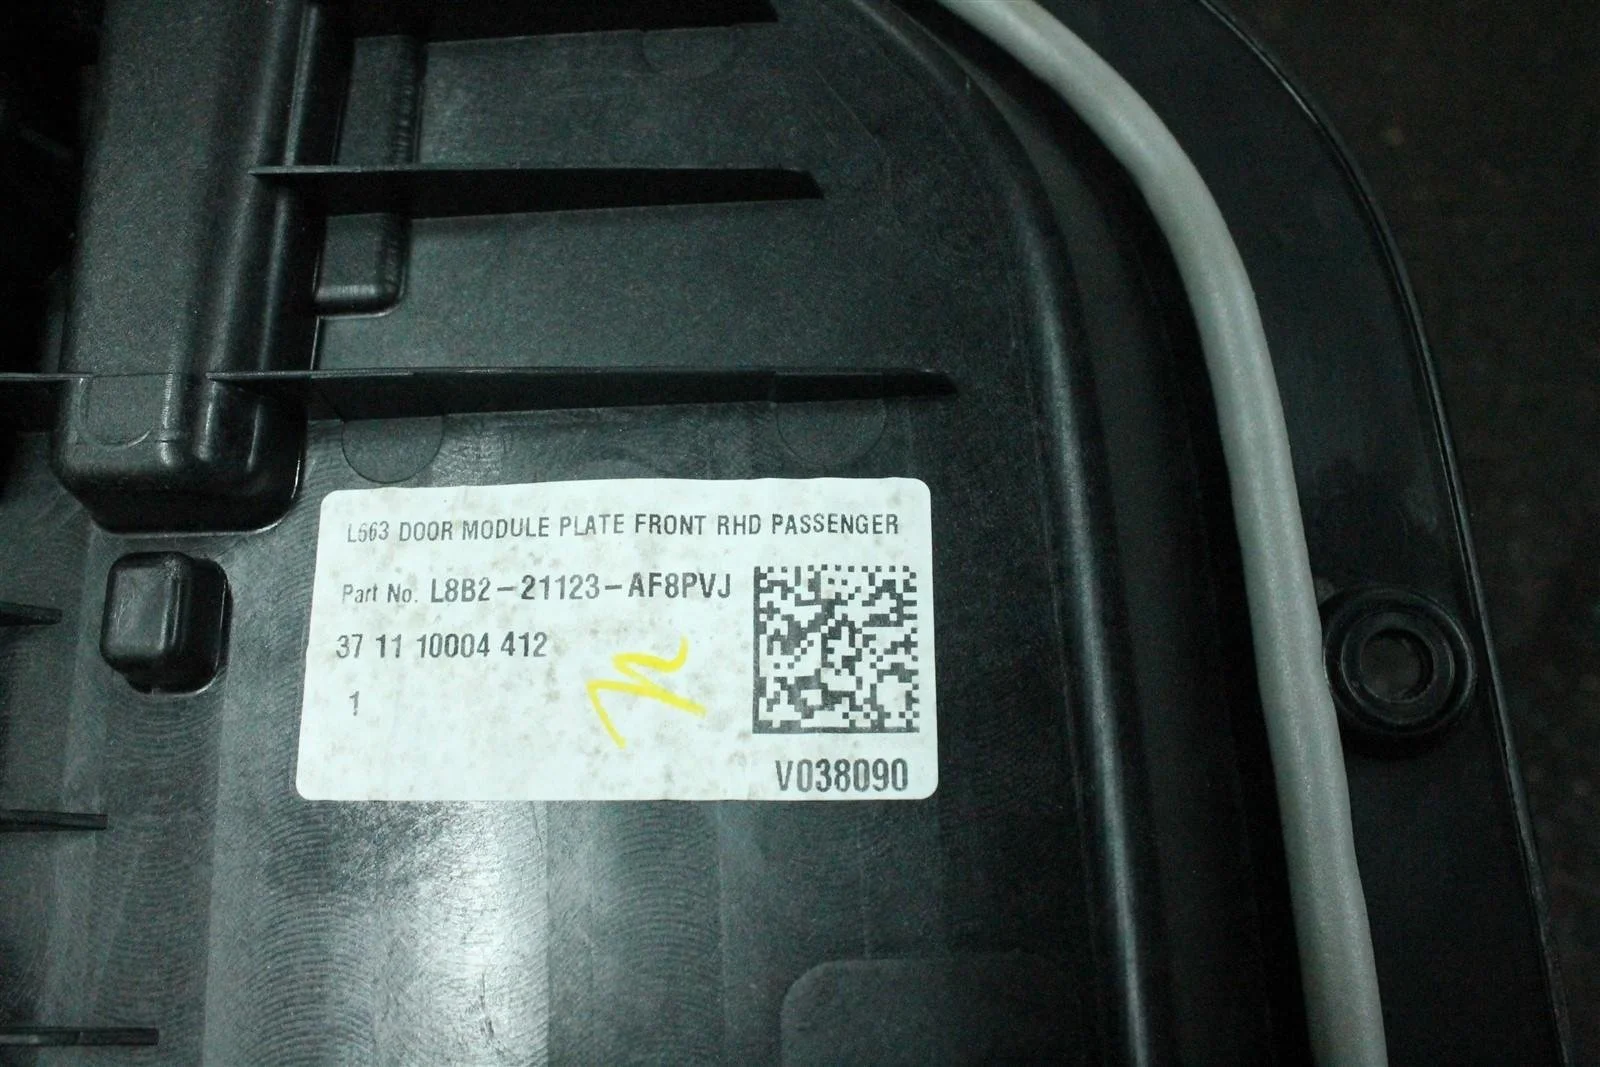 L663 DOOR MODULE PLATE FRONT RHD PASSENGER
Part No. L8B2-21123-AF8PVJ
37 11 10004 412
1
V038090